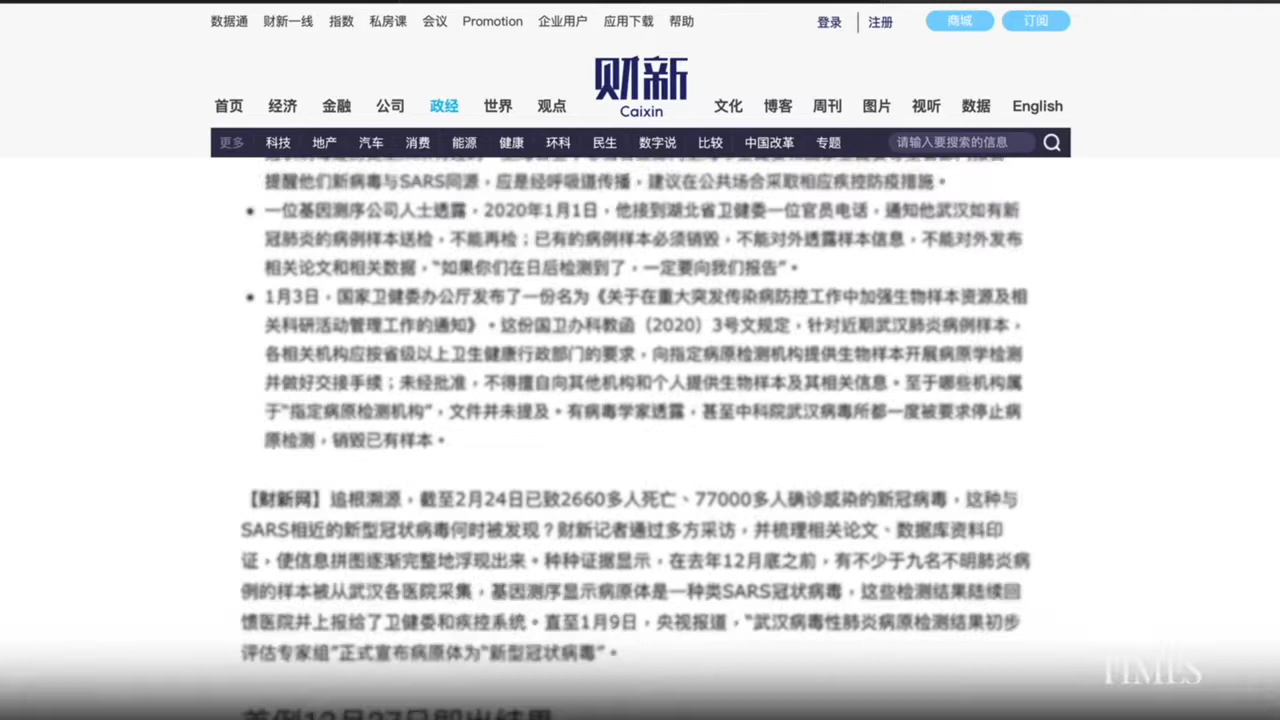 数据通 财新一线 指数 私房课 会议 Promotion 企业用户 应用下载 帮助 登录 注册 商城 订阅
财新
Caixin
首页 经济 金融 公司 政经 世界 观点 文化 博客 周刊 图片 视听 数据 English
更多 科技 地产 汽车 消费 能源 健康 环科 民生 数字说 比较 中国改革 专题 请输入要搜索的信息
提醒他们新病毒与SARS同源，应是经呼吸道传播，建议在公共场合采取相应疾控防疫措施。
• 一位基因测序公司人士透露，2020年1月1日，他接到湖北省卫健委一位官员电话，通知他武汉如有新
冠肺炎的病例样本送检，不能再检；已有的病例样本必须销毁，不能对外透露样本信息，不能对外发布
相关论文和相关数据，“如果你们在日后检测到了，一定要向我们报告”。
• 1月3日，国家卫健委办公厅发布了一份名为《关于在重大突发传染病防控工作中加强生物样本资源及相
关科研活动管理工作的通知》。这份国卫办科教函（2020）3号文规定，针对近期武汉肺炎病例样本，
各相关机构应按省级以上卫生健康行政部门的要求，向指定病原检测机构提供生物样本开展病原学检测
并做好交接手续；未经批准，不得擅自向其他机构和个人提供生物样本及其相关信息。至于哪些机构属
于“指定病原检测机构”，文件并未提及。有病毒学家透露，甚至中科院武汉病毒所都一度被要求停止病
原检测，销毁已有样本。
【财新网】追根溯源，截至2月24日已致2660多人死亡、77000多人确诊感染的新冠病毒，这种与
SARS相近的新型冠状病毒何时被发现？财新记者通过多方采访，并梳理相关论文、数据库资料印
证，使信息拼图逐渐完整地浮现出来。种种证据显示，在去年12月底之前，有不少于九名不明肺炎病
例的样本被从武汉各医院采集，基因测序显示病原体是一种类SARS冠状病毒，这些检测结果陆续回
馈医院并上报给了卫健委和疾控系统。直至1月9日，央视报道，“武汉病毒性肺炎病原检测结果初步
评估专家组”正式宣布病原体为“新型冠状病毒”。
TIMES